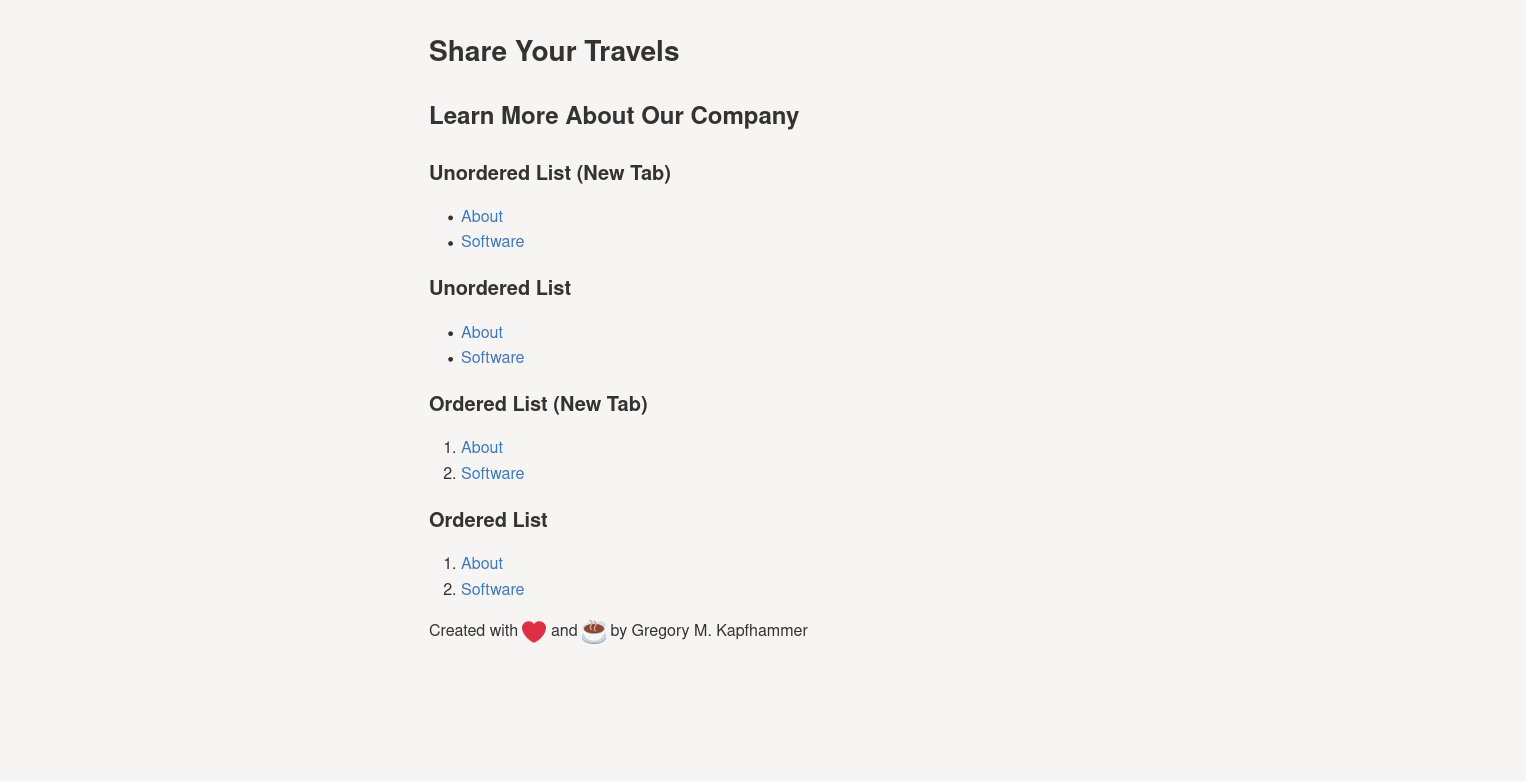 Share Your Travels
Learn More About Our Company
Unordered List (New Tab)
• About
• Software
Unordered List
• About
• Software
Ordered List (New Tab)
1. About
2. Software
Ordered List
1. About
2. Software
Created with ❤️ and ☕ by Gregory M. Kapfhammer